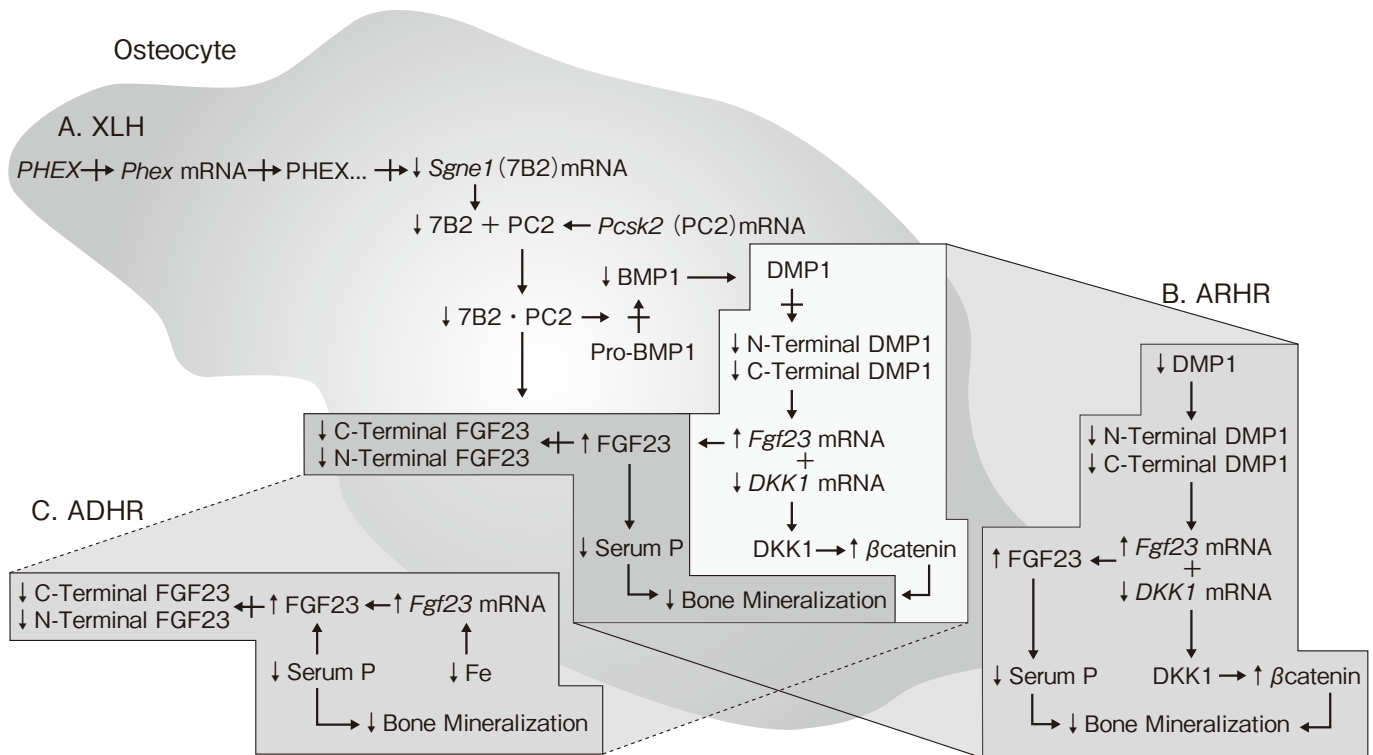 Osteocyte
A. XLH
PHEX Phex mRNA PHEX... ↓ Sgne1 (7B2) mRNA
↓ 7B2 + PC2 ← Pcsk2 (PC2) mRNA
↓ BMP1 → DMP1
↓ 7B2 · PC2 →
Pro-BMP1
↓ N-Terminal DMP1
↓ C-Terminal DMP1
↓ C-Terminal FGF23
↓ N-Terminal FGF23
↑ FGF23 ← ↑ Fgf23 mRNA
+
↓ DKK1 mRNA
↓ Serum P
DKK1 → ↑ βcatenin
↓ Bone Mineralization
B. ARHR
↓ DMP1
↓ N-Terminal DMP1
↓ C-Terminal DMP1
↑ FGF23 ← ↑ Fgf23 mRNA
+
↓ DKK1 mRNA
↓ Serum P
DKK1 → ↑ βcatenin
↓ Bone Mineralization
C. ADHR
↓ C-Terminal FGF23
↓ N-Terminal FGF23
↑ FGF23 ← ↑ Fgf23 mRNA
↓ Serum P
↓ Fe
↓ Bone Mineralization